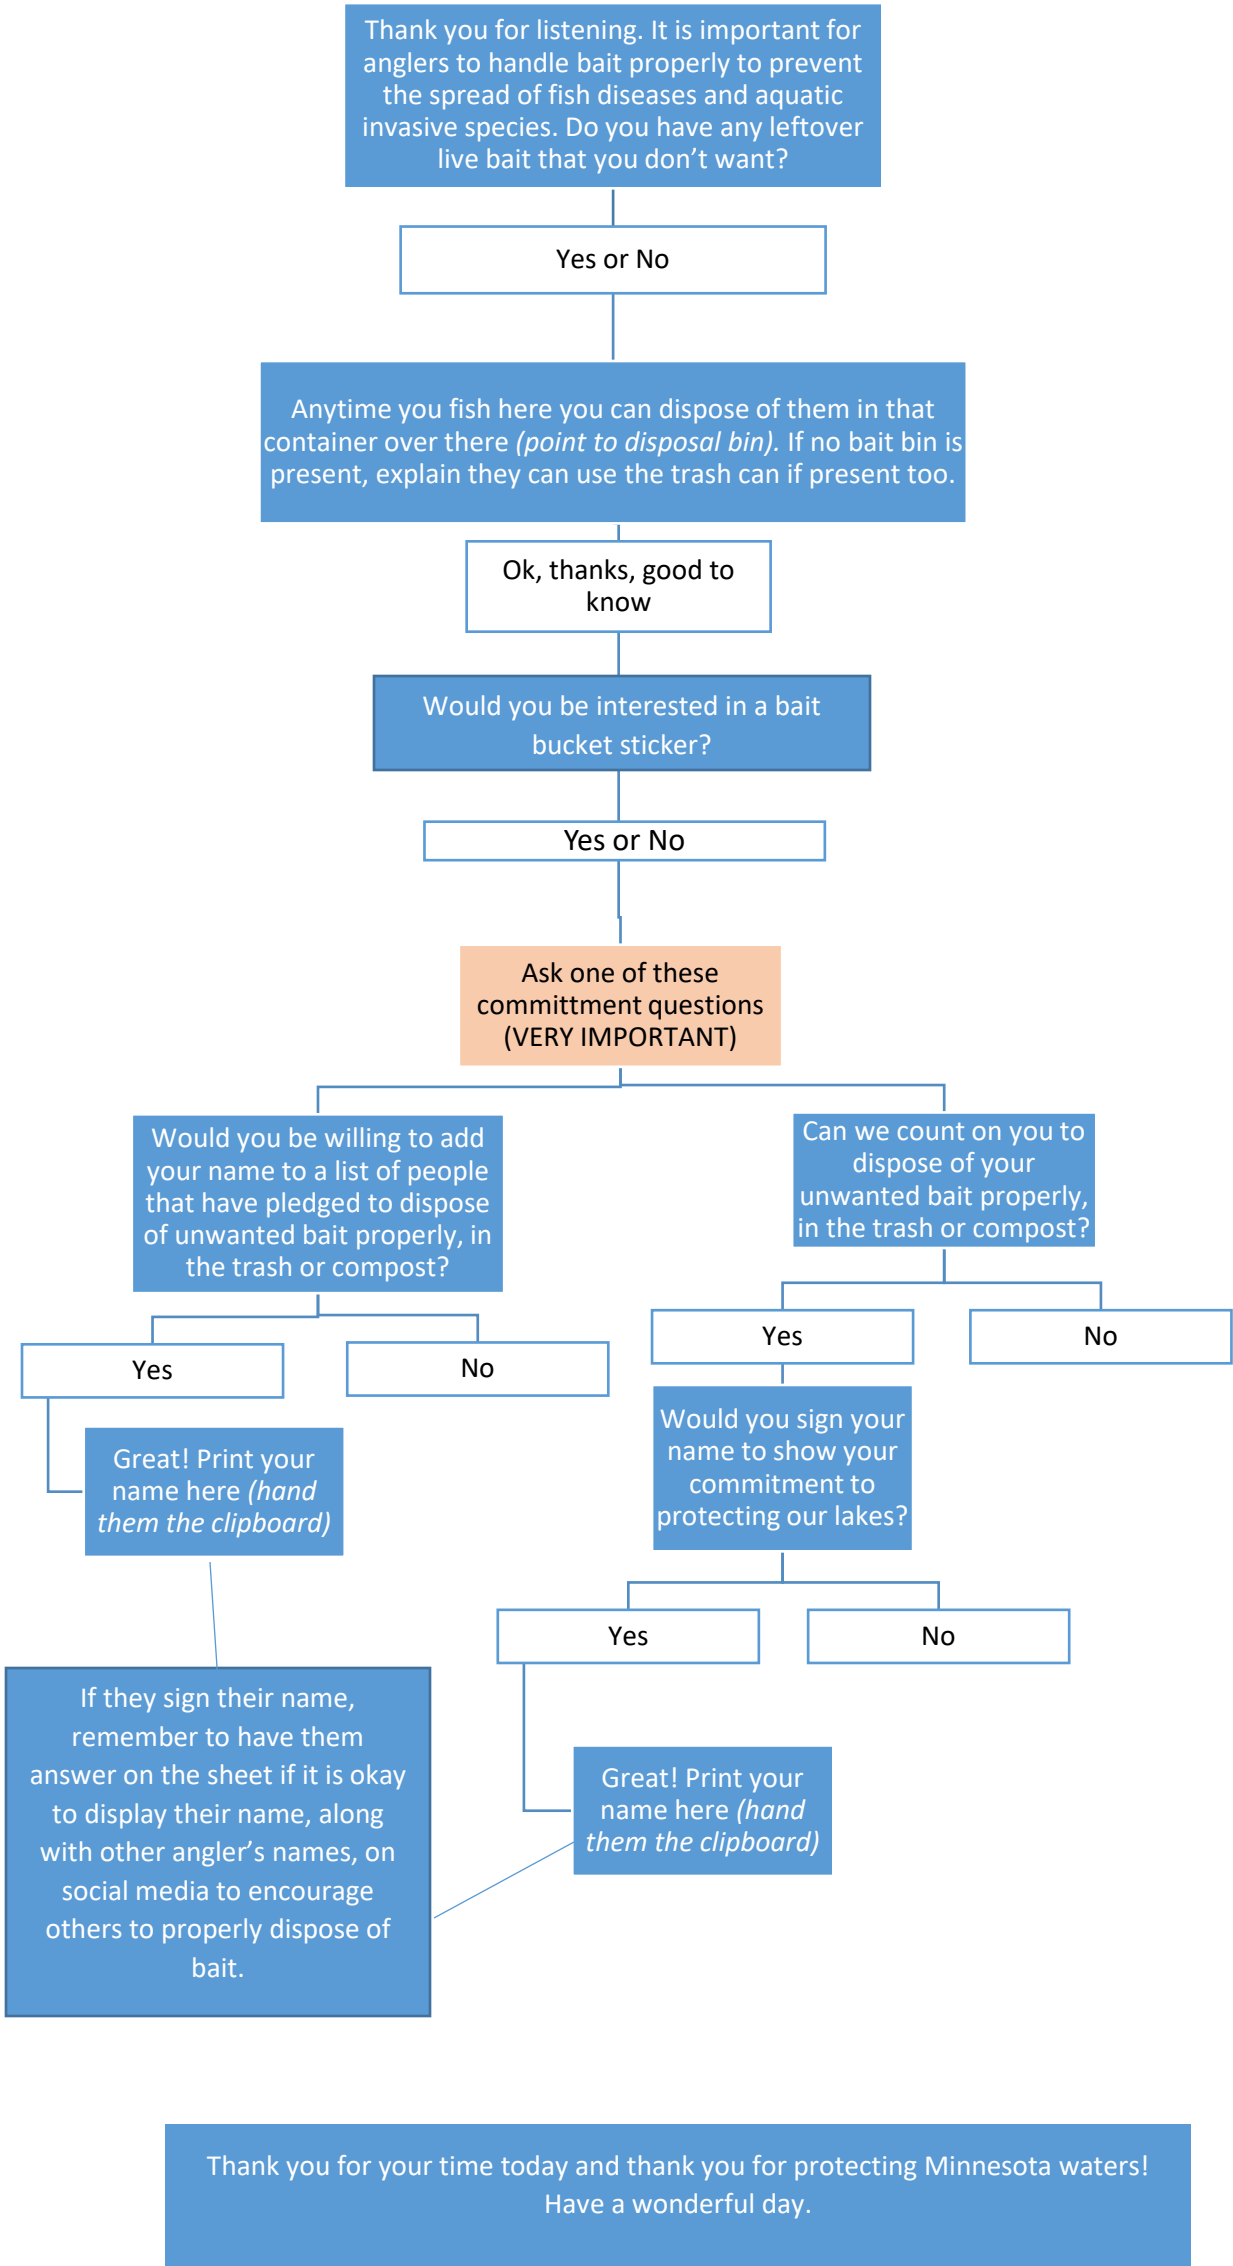 Thank you for listening. It is important for
anglers to handle bait properly to prevent
the spread of fish diseases and aquatic
invasive species. Do you have any leftover
live bait that you don’t want?
Yes or No
Anytime you fish here you can dispose of them in that
container over there (point to disposal bin). If no bait bin is
present, explain they can use the trash can if present too.
Ok, thanks, good to
know
Would you be interested in a bait
bucket sticker?
Yes or No
Ask one of these
committment questions
(VERY IMPORTANT)
Would you be willing to add
your name to a list of people
that have pledged to dispose
of unwanted bait properly, in
the trash or compost?
Yes
No
Great! Print your
name here (hand
them the clipboard)
Can we count on you to
dispose of your
unwanted bait properly,
in the trash or compost?
Yes
No
Would you sign your
name to show your
commitment to
protecting our lakes?
Yes
No
Great! Print your
name here (hand
them the clipboard)
If they sign their name,
remember to have them
answer on the sheet if it is okay
to display their name, along
with other angler’s names, on
social media to encourage
others to properly dispose of
bait.
Thank you for your time today and thank you for protecting Minnesota waters!
Have a wonderful day.